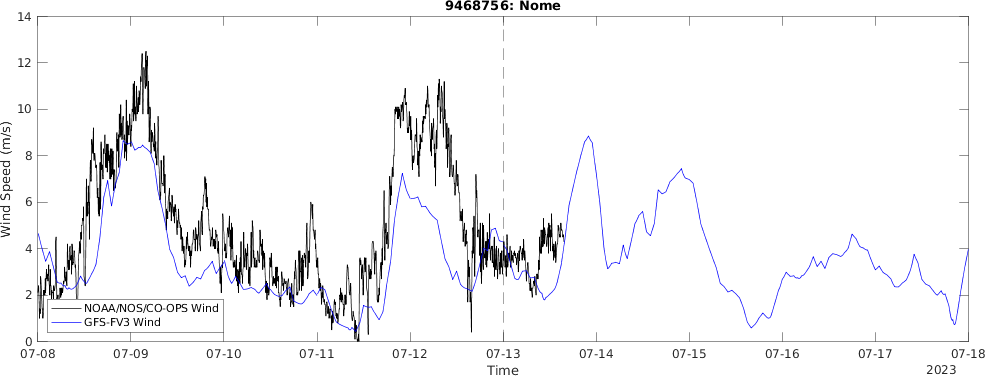 9468756: Nome
14
12
10
8
6
4
2
0
Wind Speed (m/s)
NOAA/NOS/CO-OPS Wind
GFS-FV3 Wind
07-08 07-09 07-10 07-11 07-12 07-13 07-14 07-15 07-16 07-17 07-18
Time
2023